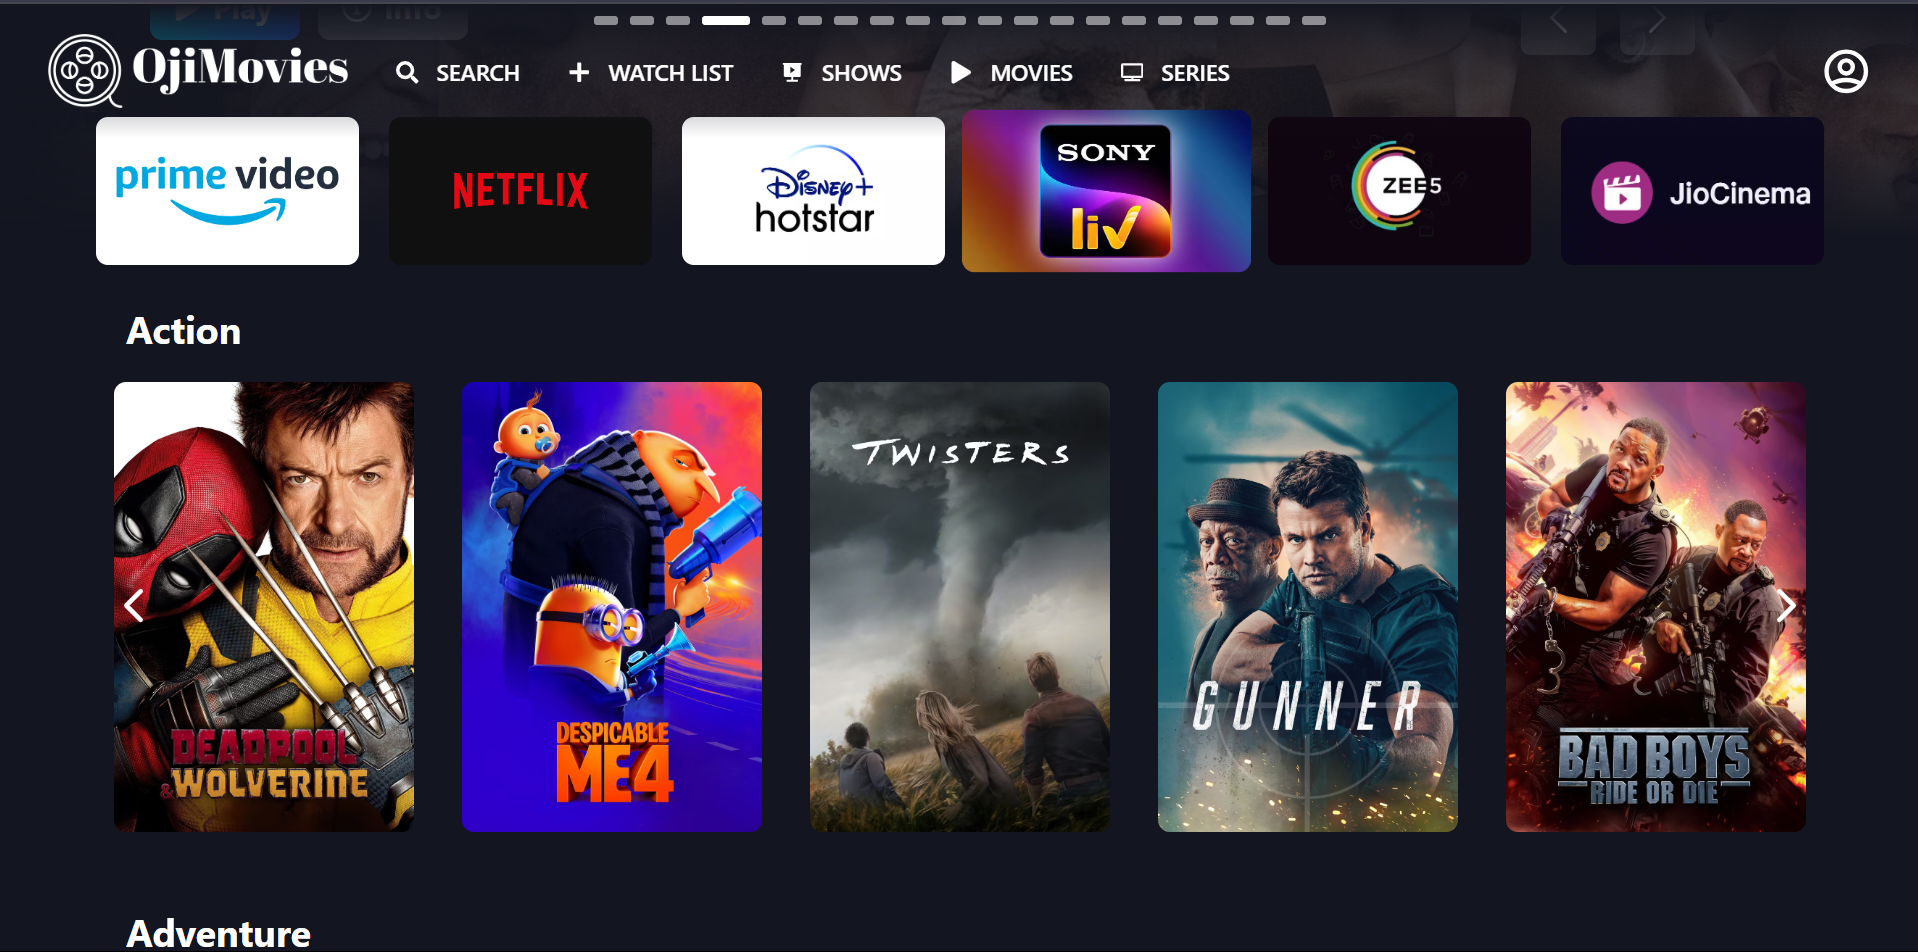 Play Info
OjiMovies SEARCH WATCH LIST SHOWS MOVIES SERIES
prime video
NETFLIX
Disney+
hotstar
SONY
liv
ZEE5
JioCinema
Action
DEADPOOL
& WOLVERINE
DESPICABLE
ME4
TWISTERS
GUNNER
BAD BOYS
RIDE OR DIE
Adventure